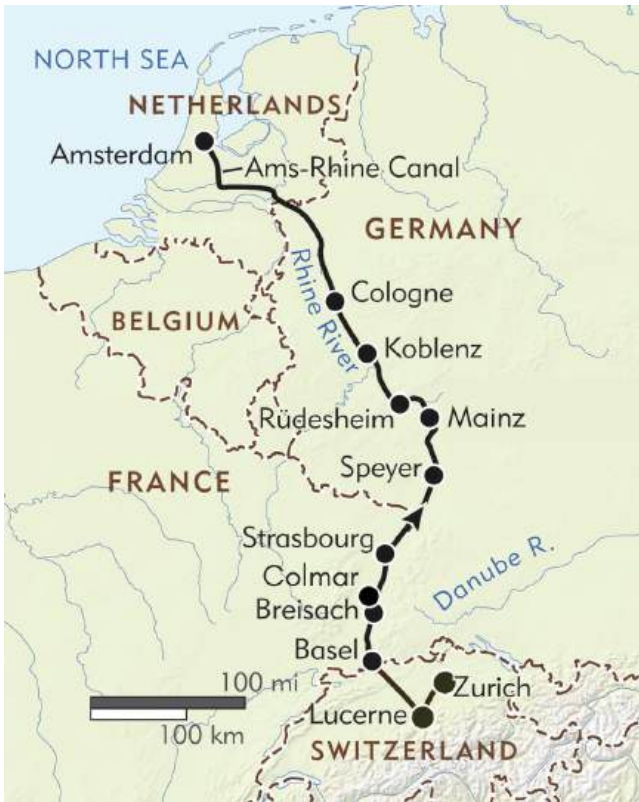 NORTH SEA
NETHERLANDS
Amsterdam
Ams-Rhine Canal
GERMANY
Rhine River
Cologne
BELGIUM
Koblenz
Rüdesheim
Mainz
Speyer
FRANCE
Strasbourg
Danube R.
Colmar
Breisach
Basel
100 mi
Zurich
Lucerne
100 km
SWITZERLAND